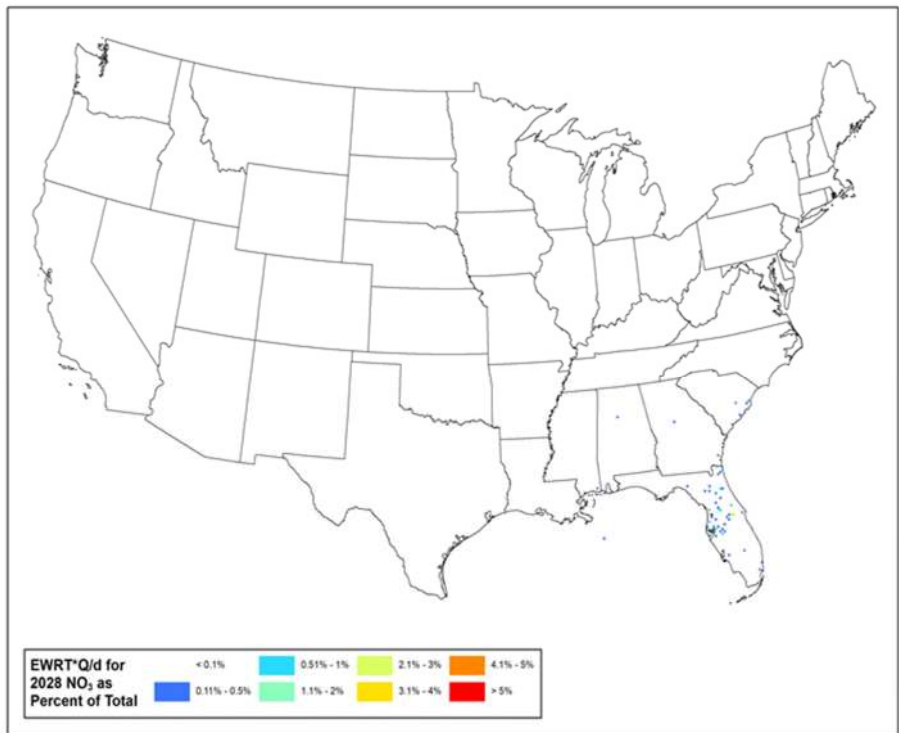 EWRT*Q/d for
2028 NO₃ as
Percent of Total
< 0.1%
0.51% - 1%
2.1% - 3%
4.1% - 5%
0.11% - 0.5%
1.1% - 2%
3.1% - 4%
> 5%